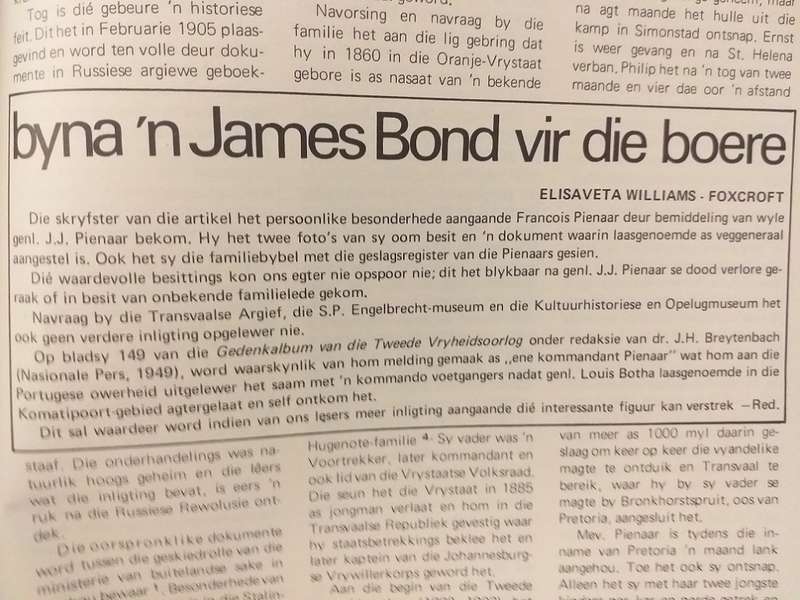 Tog is dié gebeure 'n historiese
feit. Dit het in Februarie 1905 plaas-
gevind en word ten volle deur doku-
mente in Russiese argiewe geboek-
Navorsing en navraag by die
familie het aan die lig gebring dat
hy in 1860 in die Oranje-Vrystaat
gebore is as nasaat van 'n bekende
na agt maande het hulle uit die
kamp in Simonstad ontsnap. Ernst
is weer gevang en na St. Helena
verban. Philip het na 'n tog van twee
maande en vier dae oor 'n afstand
byna 'n James Bond vir die boere
ELISAVETA WILLIAMS - FOXCROFT
Die skryfster van die artikel het persoonlike besonderhede aangaande Francois Pienaar deur bemiddeling van wyle
genl. J.J. Pienaar bekom. Hy het twee foto's van sy oom besit en 'n dokument waarin laasgenoemde as veggeneraal
aangestel is. Ook het sy die familiebybel met die geslagsregister van die Pienaars gesien.
Dié waardevolle besittings kon ons egter nie opspoor nie; dit het blykbaar na genl. J.J. Pienaar se dood verlore ge-
raak of in besit van onbekende familielede gekom.
Navraag by die Transvaalse Argief, die S.P. Engelbrecht-museum en die Kultuurhistoriese en Opelugmuseum het
ook geen verdere inligting opgelewer nie.
Op bladsy 149 van die Gedenkalbum van die Tweede Vryheidsoorlog onder redaksie van dr. J.H. Breytenbach
(Nasionale Pers, 1949), word waarskynlik van hom melding gemaak as „ene kommandant Pienaar" wat hom aan die
Portugese owerheid uitgelewer het saam met 'n kommando voetgangers nadat genl. Louis Botha laasgenoemde in die
Komatipoort-gebied agtergelaat en self ontkom het.
Dit sal waardeer word indien van ons lesers meer inligting aangaande dié interessante figuur kan verstrek —Red.
staaf. Die onderhandelings was na-
tuurlik hoogs geheim en die lêers
wat die inligting bevat, is eers 'n
ruk na die Russiese Rewolusie ont-
dek.
Die oorspronklike dokumente
word tussen die geskiedrolle van die
ministerie van buitelandse sake in
bewaar 1. Besonderhede van
in die Stalin-
Hugenote-familie 4. Sy vader was 'n
Voortrekker, later kommandant en
ook lid van die Vrystaatse Volksraad.
Die seun het die Vrystaat in 1885
as jongman verlaat en hom in die
Transvaalse Republiek gevestig waar
hy staatsbetrekkings beklee het en
later kaptein van die Johannesburg-
se Vrywillerkorps geword het.
Aan die begin van die Tweede
van meer as 1000 myl daarin ge-
slaag om keer op keer die vyandelike
magte te ontduik en Transvaal te
bereik, waar hy by sy vader se
magte by Bronkhorstspruit, oos van
Pretoria, aangesluit het.
Mev. Pienaar is tydens die in-
name van Pretoria 'n maand lank
aangehou. Toe het ook sy ontsnap.
Alleen het sy met haar twee jongste